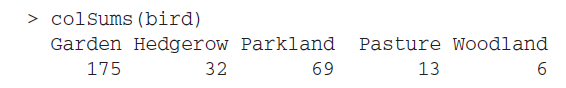 > colSums(bird)
Garden Hedgerow Parkland Pasture Woodland
175 32 69 13 6